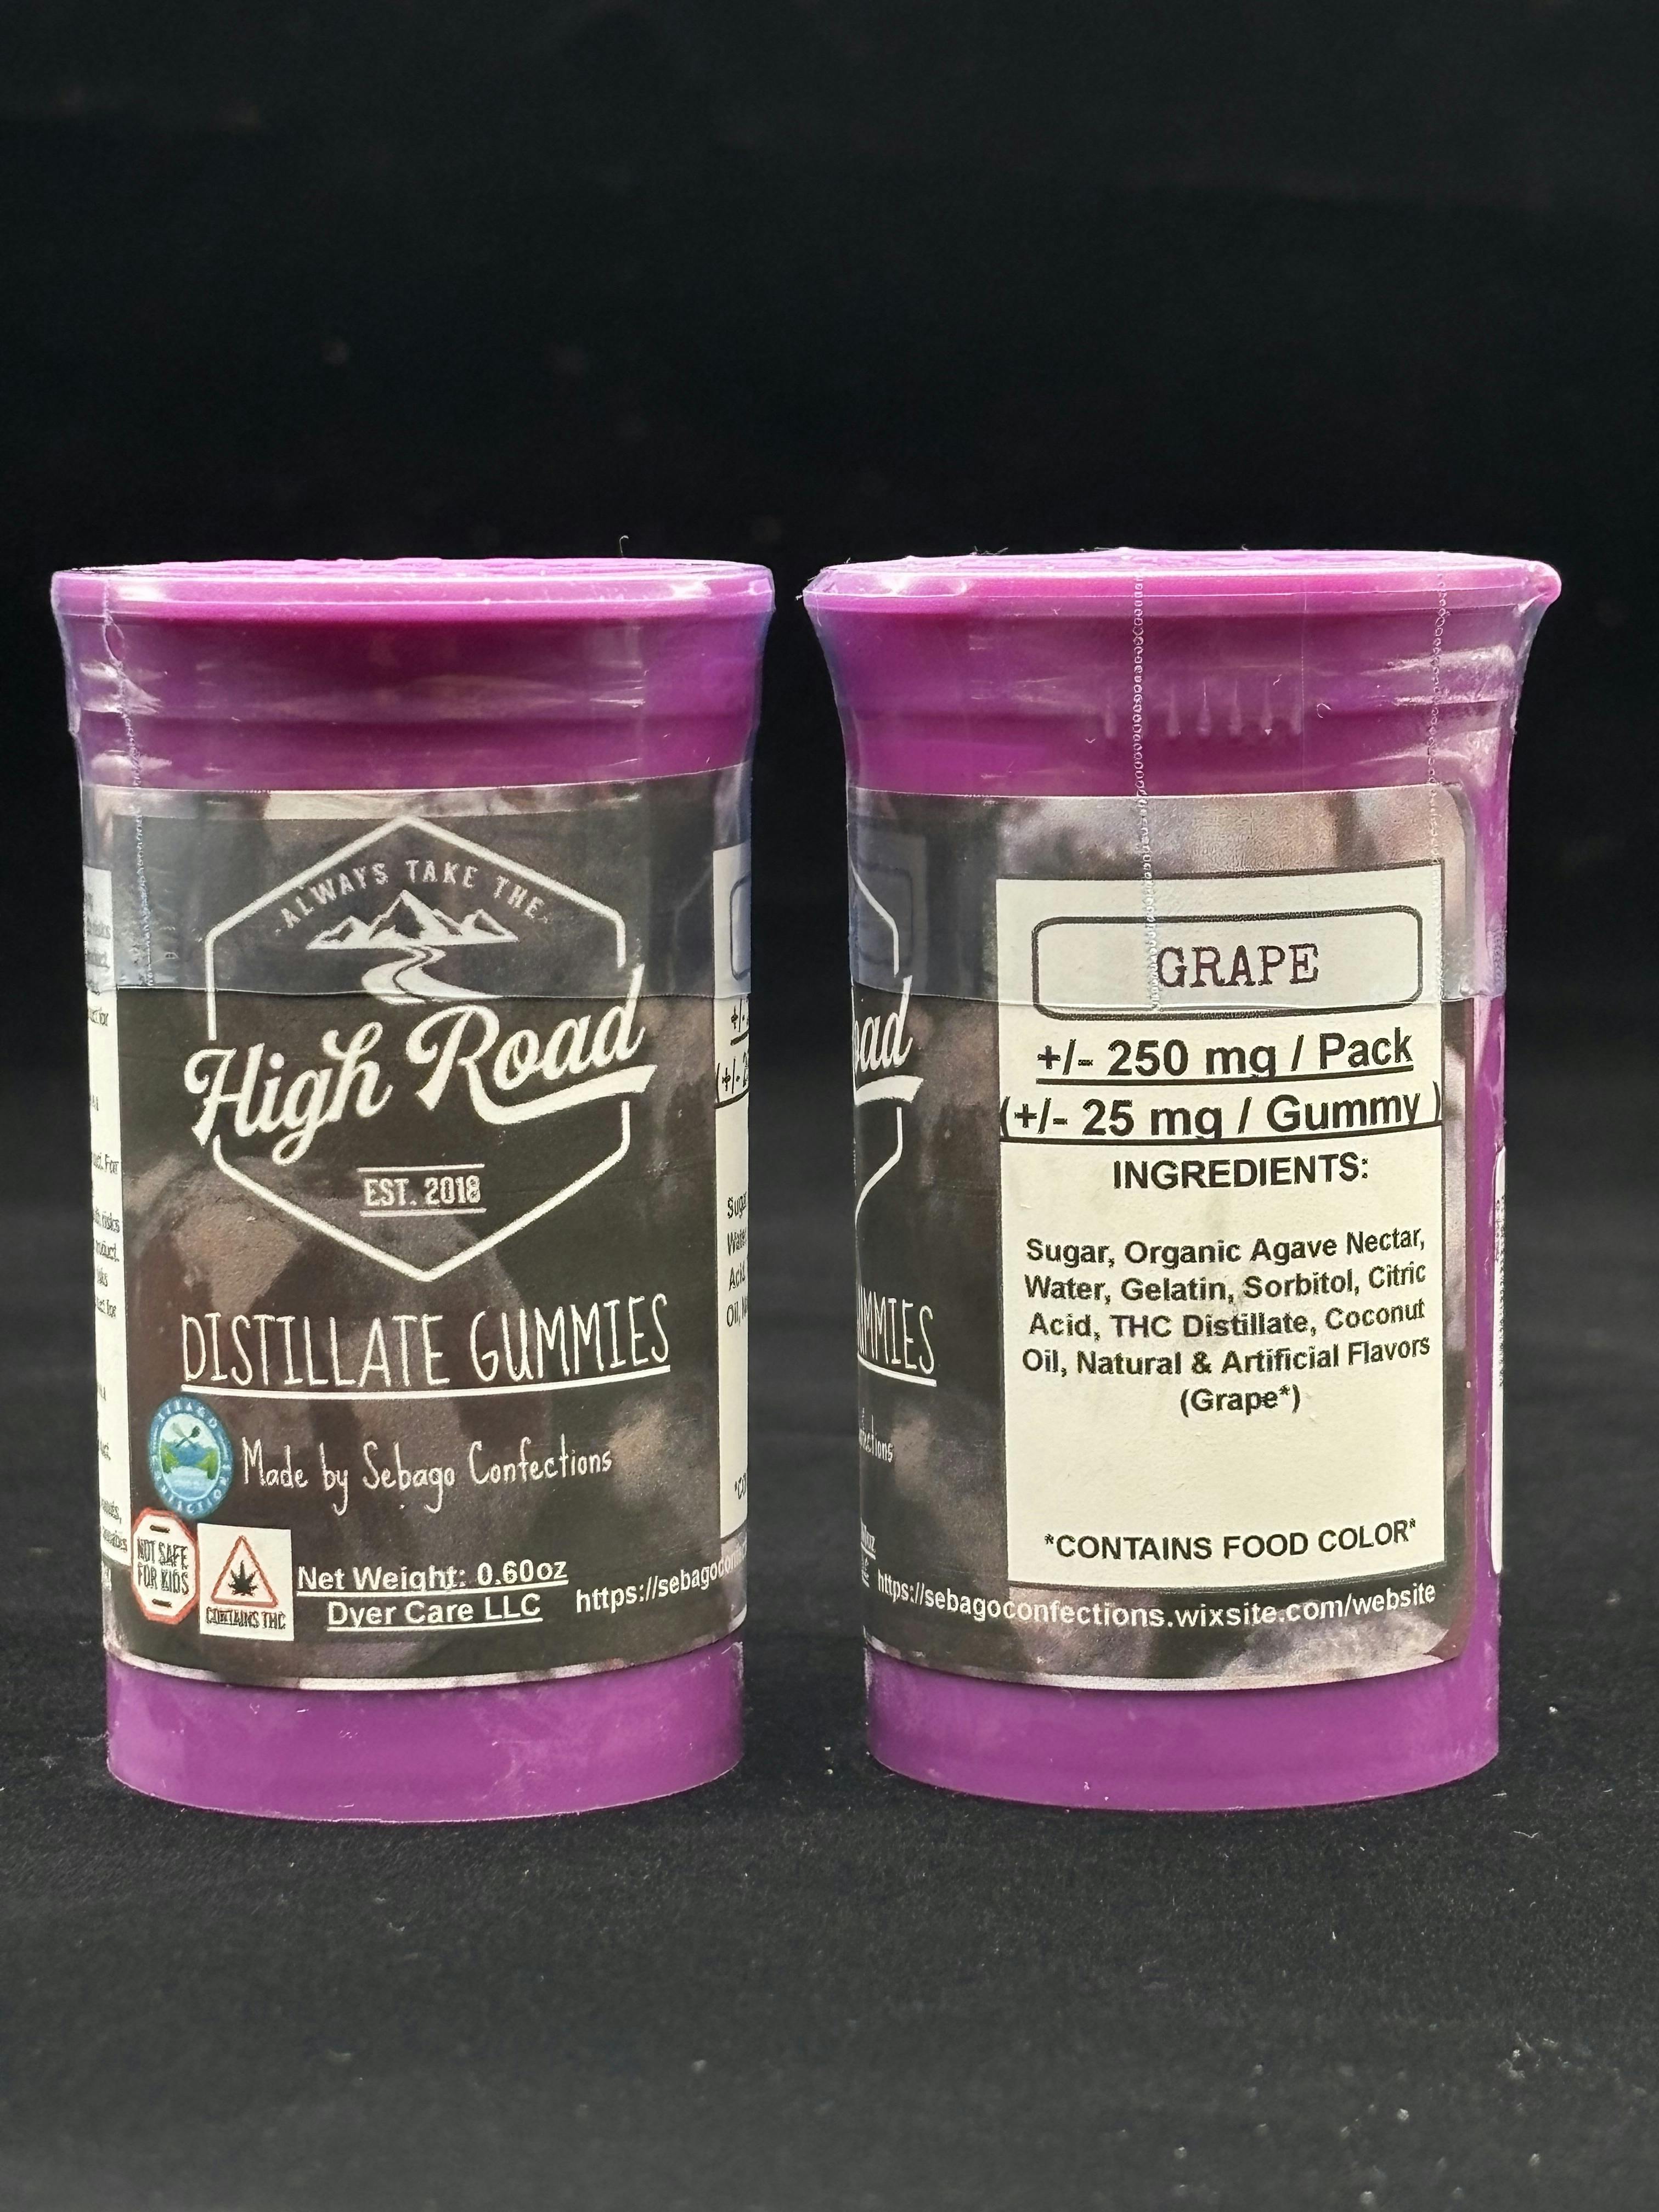 ALWAYS TAKE THE
High Road
EST. 2018
DISTILLATE GUMMIES
Made by Sebago Confections
NOT SAFE
FOR KIDS
CONTAINS THC
Net Weight: 0.60oz
Dyer Care LLC
https://sebagoconfec
GRAPE
+/- 250 mg / Pack
(+/- 25 mg / Gummy )
INGREDIENTS:
Sugar, Organic Agave Nectar,
Water, Gelatin, Sorbitol, Citric
Acid, THC Distillate, Coconut
Oil, Natural & Artificial Flavors
(Grape*)
*CONTAINS FOOD COLOR*
https://sebagoconfections.wixsite.com/website